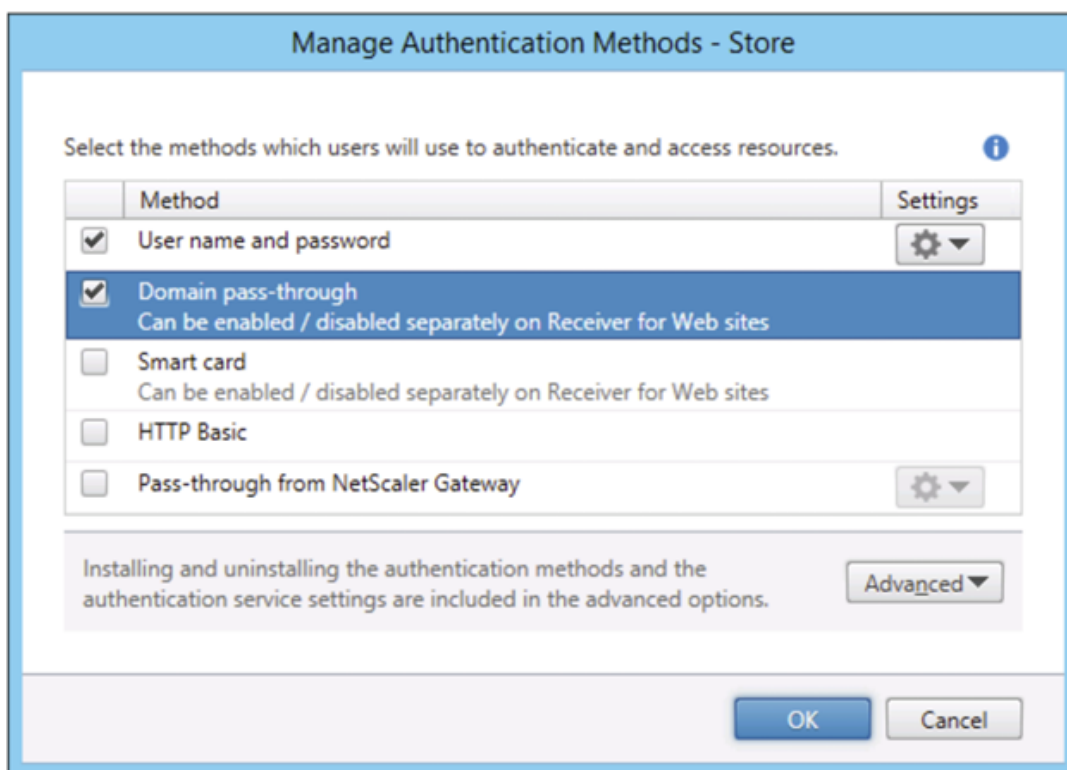 Manage Authentication Methods - Store
Select the methods which users will use to authenticate and access resources.
Method
Settings
User name and password
Domain pass-through
Can be enabled / disabled separately on Receiver for Web sites
Smart card
Can be enabled / disabled separately on Receiver for Web sites
HTTP Basic
Pass-through from NetScaler Gateway
Installing and uninstalling the authentication methods and the
authentication service settings are included in the advanced options.
Advanced
OK
Cancel